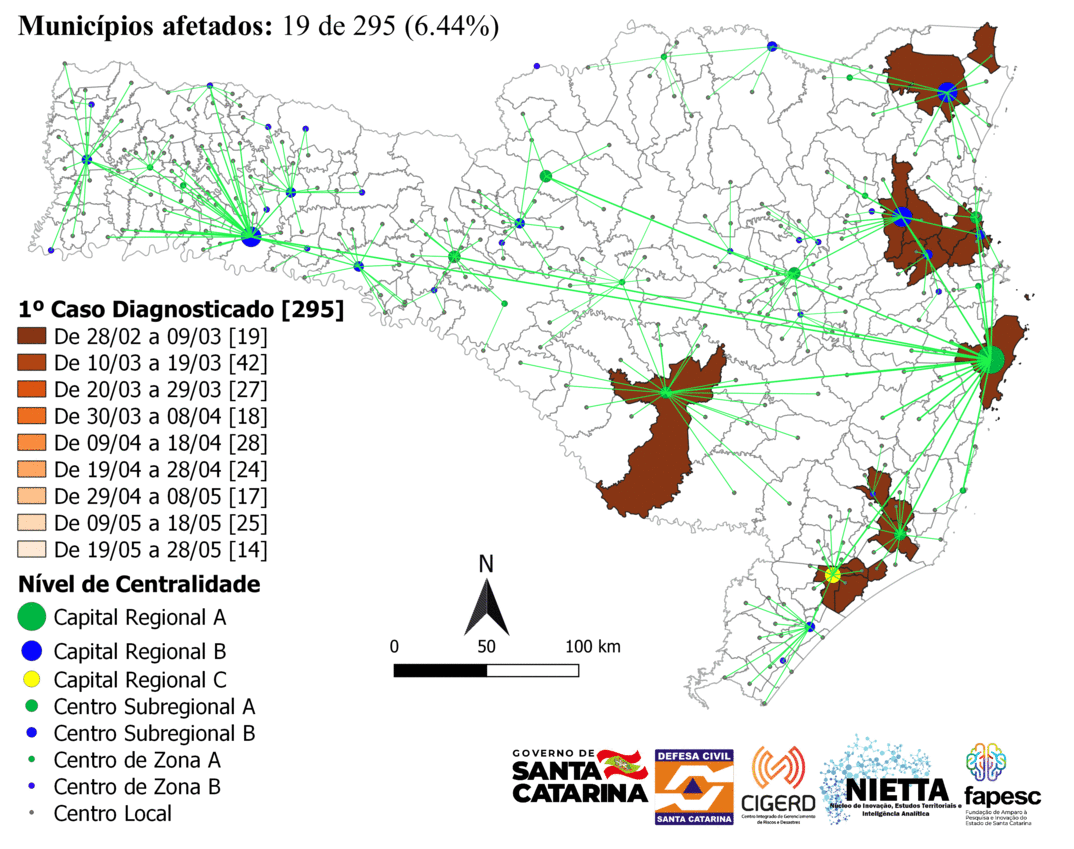 Municípios afetados: 19 de 295 (6.44%)
1º Caso Diagnosticado [295]
De 28/02 a 09/03 [19]
De 10/03 a 19/03 [42]
De 20/03 a 29/03 [27]
De 30/03 a 08/04 [18]
De 09/04 a 18/04 [28]
De 19/04 a 28/04 [24]
De 29/04 a 08/05 [17]
De 09/05 a 18/05 [25]
De 19/05 a 28/05 [14]
Nível de Centralidade
Capital Regional A
Capital Regional B
Capital Regional C
Centro Subregional A
Centro Subregional B
Centro de Zona A
Centro de Zona B
Centro Local
N
0 50 100 km
GOVERNO DE
SANTA
CATARINA
DEFESA CIVIL
SANTA CATARINA
CIGERD
Centro Integrado de Gerenciamento
de Riscos e Desastres
NIETTA
Núcleo de Inovação, Estudos Territoriais e
Inteligência Analítica
fapesc
Fundação de Amparo à
Pesquisa e Inovação do
Estado de Santa Catarina